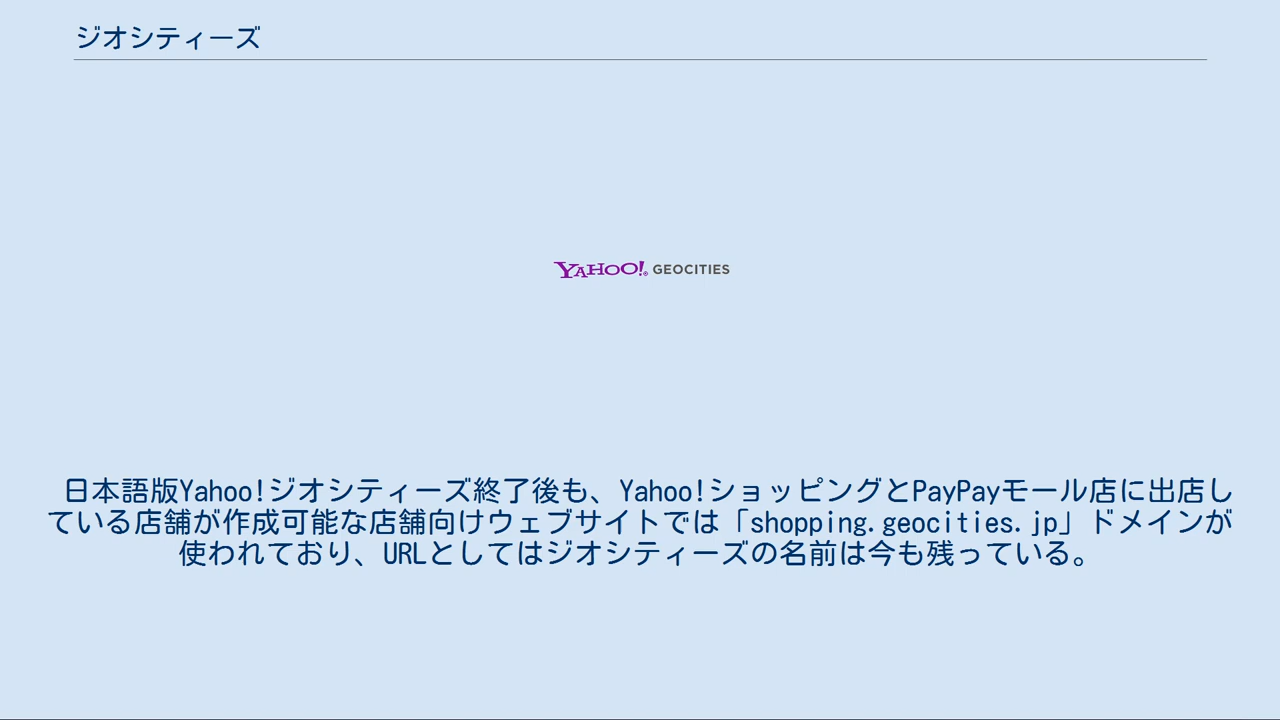 ジオシティーズ
YAHOO! GEOCITIES
日本語版Yahoo!ジオシティーズ終了後も、Yahoo!ショッピングとPayPayモール店に出店し
ている店舗が作成可能な店舗向けウェブサイトでは「shopping.geocities.jp」ドメインが
使われており、URLとしてはジオシティーズの名前は今も残っている。